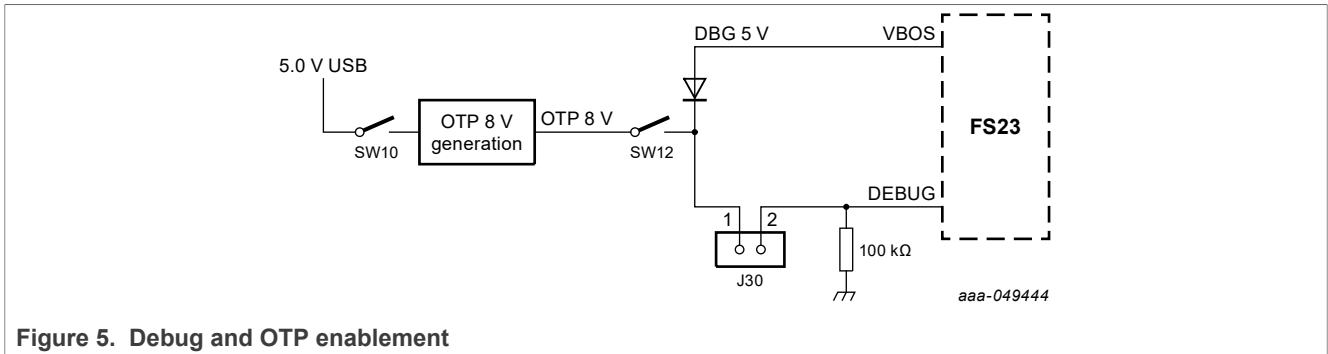 DBG 5 V
VBOS
5.0 V USB
OTP 8 V
generation
OTP 8 V
SW10
SW12
FS23
DEBUG
1 2
J30
100 kΩ
aaa-049444
Figure 5. Debug and OTP enablement